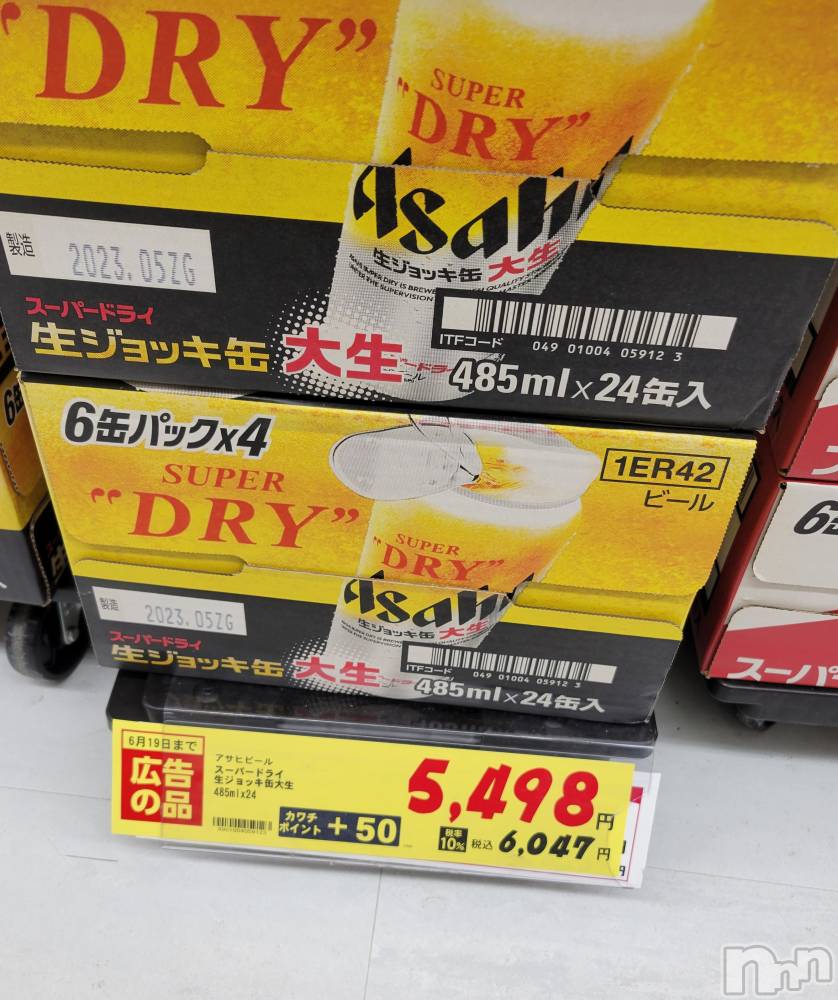 "DRY"
SUPER
"DRY"
Asahi
生ジョッキ缶 大生
製造
2023.05ZG
スーパードライ
生ジョッキ缶 大生
ITFコード
049 01004 05912 3
485ml×24缶入
6缶パック×4
1ER42
ビール
SUPER
"DRY"
SUPER
"DRY"
Asahi
生ジョッキ缶 大生
製造
2023.05ZG
スーパードライ
生ジョッキ缶 大生
ITFコード
049 01004 05912 3
485ml×24缶入
6缶
スーパ
6月19日まで
広告の品
アサヒビール
スーパードライ
生ジョッキ缶大生
485mlx24
カワチポイント +50
5,498円
税率10% 税込 6,047円
nnn